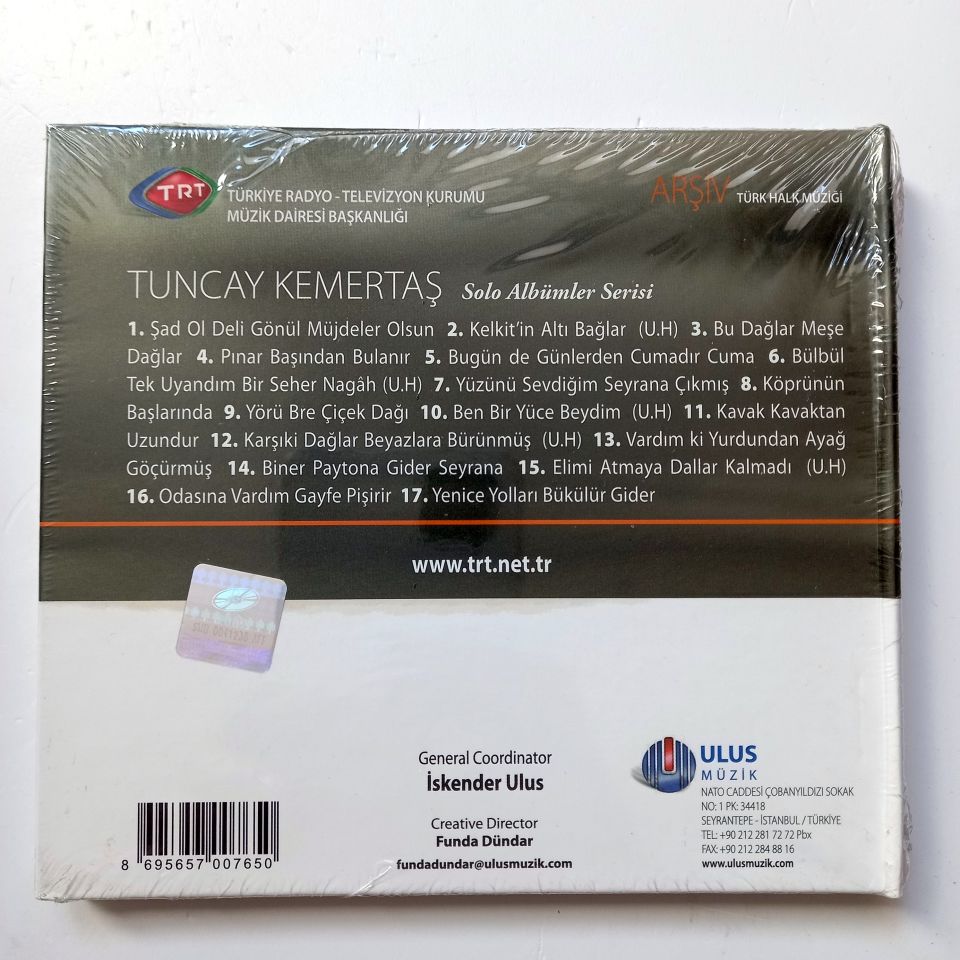 TRT
TÜRKİYE RADYO - TELEVİZYON KURUMU
MÜZİK DAİRESİ BAŞKANLIĞI
ARŞİV TÜRK HALK MÜZİĞİ
TUNCAY KEMERTAŞ Solo Albümler Serisi
1. Şad Ol Deli Gönül Müjdeler Olsun 2. Kelkit'in Altı Bağlar (U.H) 3. Bu Dağlar Meşe
Dağlar 4. Pınar Başından Bulanır 5. Bugün de Günlerden Cumadır Cuma 6. Bülbül
Tek Uyandım Bir Seher Nagâh (U.H) 7. Yüzünü Sevdiğim Seyrana Çıkmış 8. Köprünün
Başlarında 9. Yörü Bre Çiçek Dağı 10. Ben Bir Yüce Beydim (U.H) 11. Kavak Kavaktan
Uzundur 12. Karşıki Dağlar Beyazlara Bürünmüş (U.H) 13. Vardım ki Yurdundan Ayağ
Göçürmüş 14. Biner Paytona Gider Seyrana 15. Elimi Atmaya Dallar Kalmadı (U.H)
16. Odasına Vardım Gayfe Pişirir 17. Yenice Yolları Bükülür Gider
www.trt.net.tr
General Coordinator
İskender Ulus
Creative Director
Funda Dündar
fundadundar@ulusmuzik.com
ULUS
MÜZİK
NATO CADDESİ ÇOBANYILDIZI SOKAK
NO: 1 PK: 34418
SEYRANTEPE - İSTANBUL / TÜRKİYE
TEL: +90 212 281 72 72 Pbx
FAX: +90 212 284 88 16
www.ulusmuzik.com
8 695657 007650